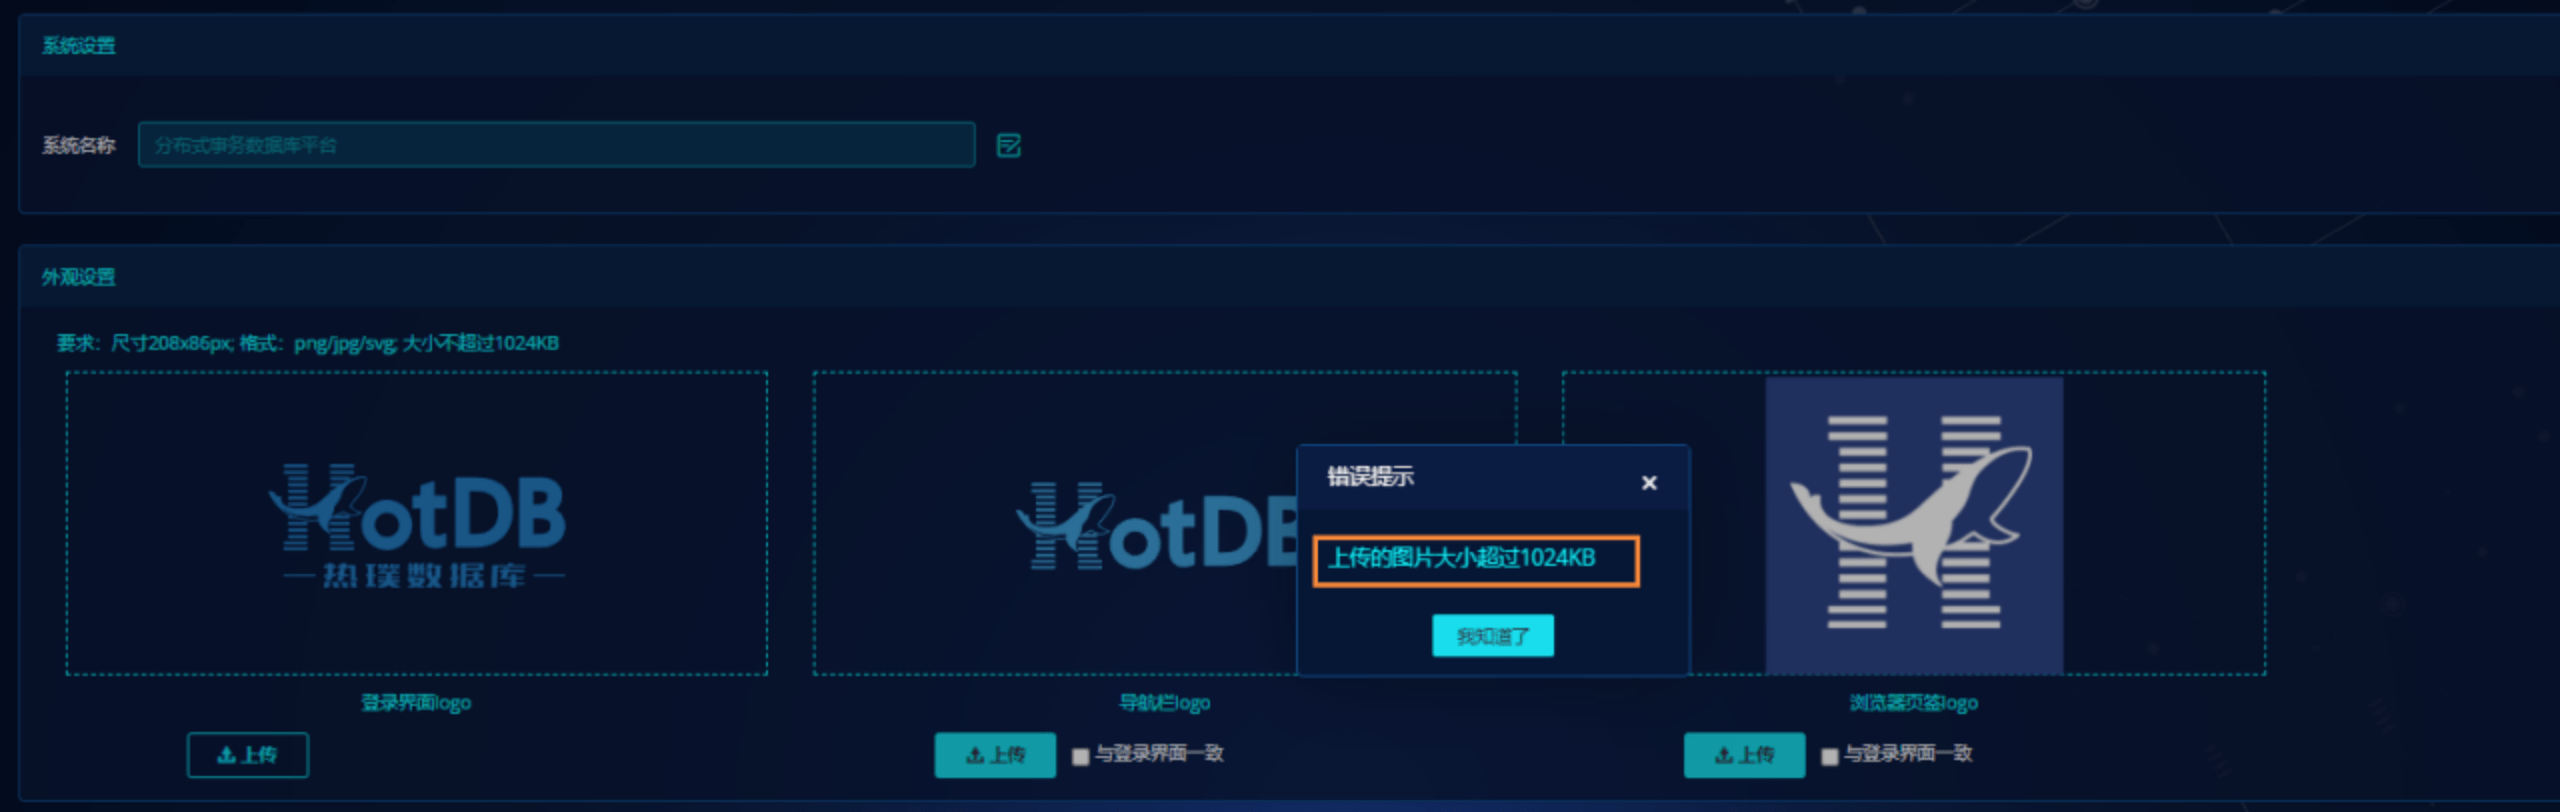 系统设置
系统名称 分布式事务数据库平台
外观设置
要求：尺寸208x86px; 格式：png/jpg/svg; 大小不超过1024KB
HotDB
热璞数据库
HotDB
错误提示
上传的图片大小超过1024KB
我知道了
登录界面logo 导航栏logo 浏览器页签logo
上传 上传 与登录界面一致 上传 与登录界面一致